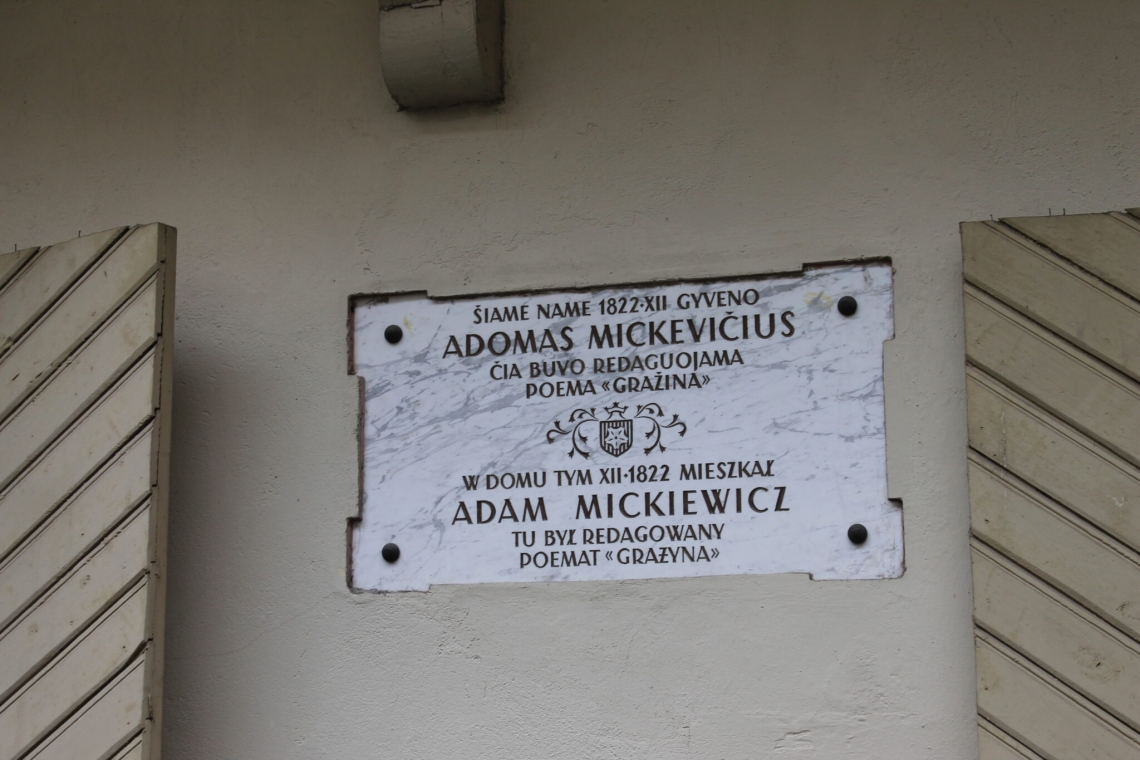 ŠIAME NAME 1822·XII GYVENO
ADOMAS MICKEVIČIUS
ČIA BUVO REDAGUOJAMA
POEMA «GRAŽINA»
W DOMU TYM XII·1822 MIESZKAŁ
ADAM MICKIEWICZ
TU BYŁ REDAGOWANY
POEMAT «GRAŻYNA»